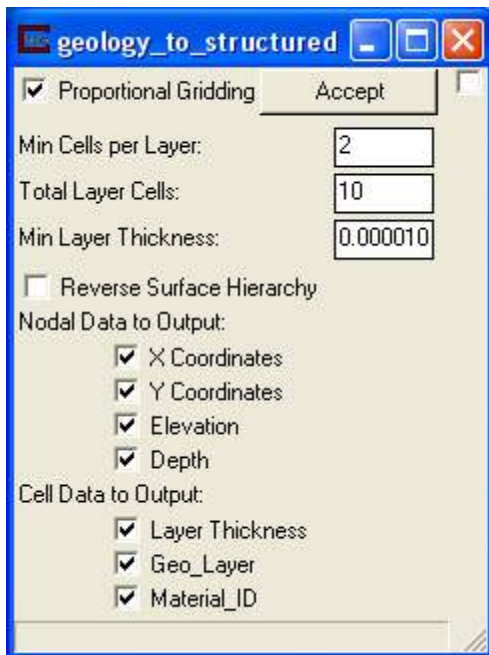 geology_to_structured
Proportional Gridding Accept
Min Cells per Layer: 2
Total Layer Cells: 10
Min Layer Thickness: 0.000010
Reverse Surface Hierarchy
Nodal Data to Output:
X Coordinates
Y Coordinates
Elevation
Depth
Cell Data to Output:
Layer Thickness
Geo_Layer
Material_ID